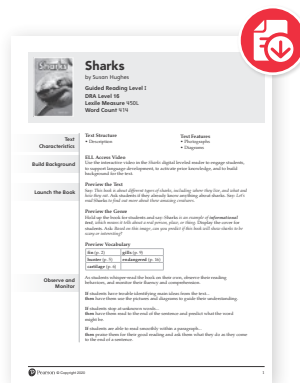 Sharks
Sharks
by Susan Hughes
Guided Reading Level I
DRA Level 16
Lexile Measure 450L
Word Count 414
Text
Characteristics
Text Structure
• Description
Text Features
• Photographs
• Diagrams
Build Background
ELL Access Video
Use the interactive video in the Sharks digital leveled reader to engage students,
to support language development, to activate prior knowledge, and to build
background for the text.
Launch the Book
Preview the Text
Say: This book is about different types of sharks, including where they live, and what and
how they eat. Ask students if they already know anything about sharks. Say: Let's
read Sharks to find out more about these amazing creatures.
Preview the Genre
Hold up the book for students and say: Sharks is an example of informational
text, which means it tells about a real person, place, or thing. Display the cover for
students. Ask: Based on this image, can you predict if this book will show sharks to be
scary or interesting?
Preview Vocabulary
fin (p. 2) gills (p. 9)
hunter (p. 5) endangered (p. 16)
cartilage (p. 6)
Observe and
Monitor
As students whisper-read the book on their own, observe their reading
behaviors, and monitor their fluency and comprehension.
If students have trouble identifying main ideas from the text...
then have them use the pictures and diagrams to guide their understanding.
If students stop at unknown words...
then have them read to the end of the sentence and predict what the word
might be.
If students are able to read smoothly within a paragraph...
then praise them for their good reading and ask them what they do as they come
to the end of a sentence.
Pearson © Copyright 2020 1